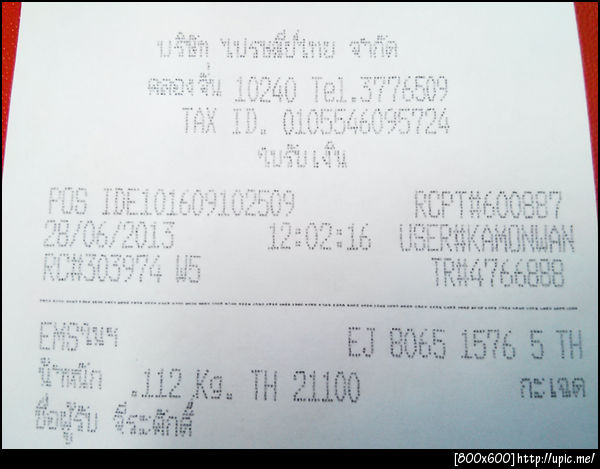 บริษัท ไปรษณีย์ไทย จำกัด
คลองจั่น 10240 Tel.3776509
TAX ID. 0105546095724
ใบรับเงิน
POS IDE101609102509 RCPT#600887
28/06/2013 12:02:16 USER#KAMONWAN
RC#303974 W5 TR#4766888
EMSในฯ EJ 8065 1576 5 TH
น้ำหนัก .112 Kg. TH 21100 กะเฉด
ชื่อผู้รับ จีระศักดิ์
[800x600]http://upic.me/